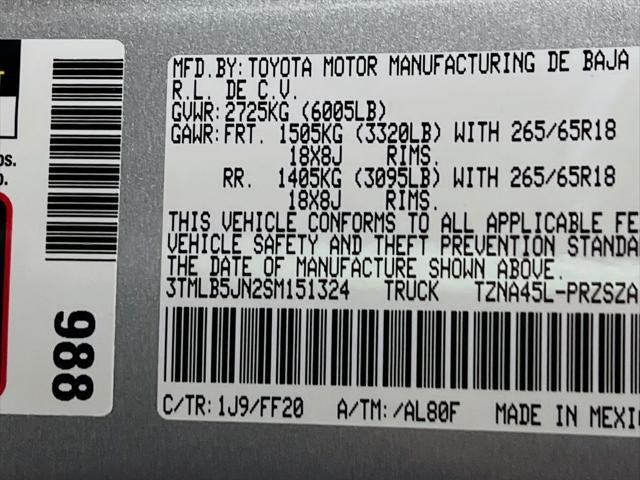 MFD.BY: TOYOTA MOTOR MANUFACTURING DE BAJA
R.L. DE C.V.
GVWR: 2725KG (6005LB)
GAWR: FRT. 1505KG (3320LB) WITH 265/65R18
18X8J RIMS.
RR. 1405KG (3095LB) WITH 265/65R18
18X8J RIMS.
THIS VEHICLE CONFORMS TO ALL APPLICABLE FE
VEHICLE SAFETY AND THEFT PREVENTION STANDA
THE DATE OF MANUFACTURE SHOWN ABOVE.
3TMLB5JN2SM151324 TRUCK TZNA45L-PRZSZA
C/TR: 1J9/FF20 A/TM: /AL80F MADE IN MEXI
988